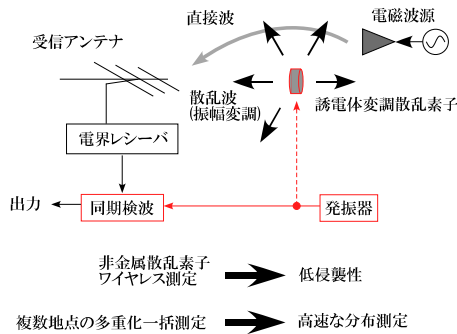 電磁波源
直接波
受信アンテナ
散乱波
(振幅変調)
誘電体変調散乱素子
電界レシーバ
出力
同期検波
発振器
非金属散乱素子
ワイヤレス測定
低侵襲性
複数地点の多重化一括測定
高速な分布測定